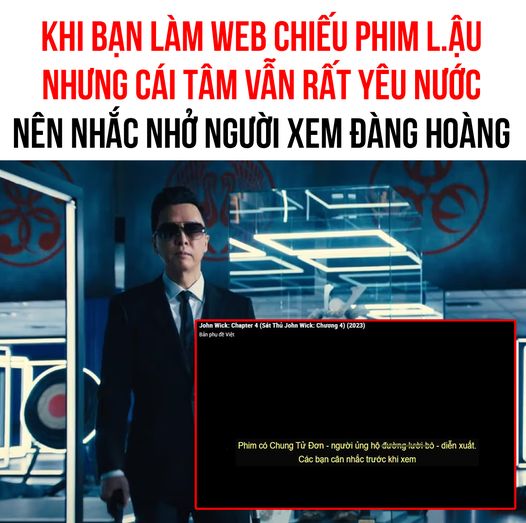 KHI BẠN LÀM WEB CHIẾU PHIM L.ẬU
NHƯNG CÁI TÂM VẪN RẤT YÊU NƯỚC
NÊN NHẮC NHỞ NGƯỜI XEM ĐÀNG HOÀNG
John Wick: Chapter 4 (Sát Thủ John Wick: Chương 4) (2023)
Bản phụ đề Việt
Phim có Chung Tử Đơn - người ủng hộ đường lưỡi bò - diễn xuất.
Các bạn cân nhắc trước khi xem